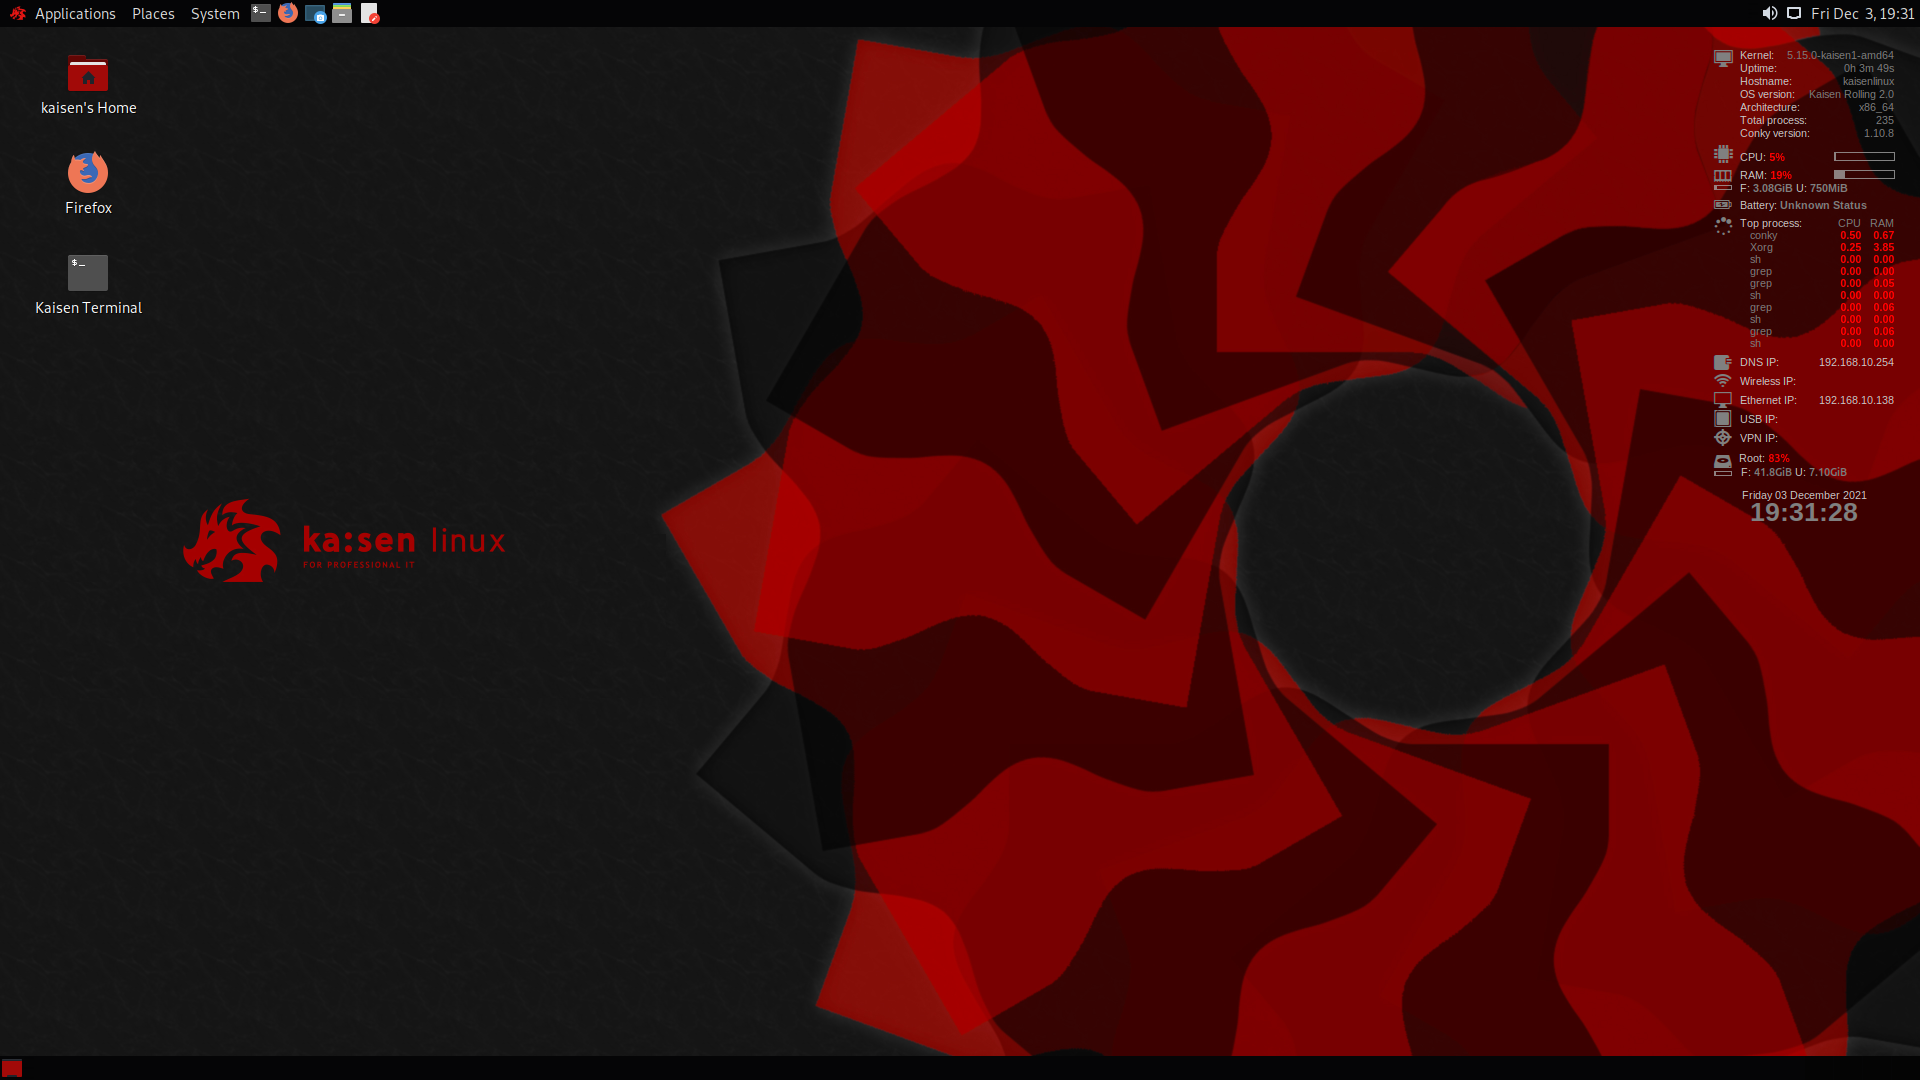 Applications Places System
Fri Dec 3, 19:31
kaisen's Home
Firefox
$_
Kaisen Terminal
ka:sen linux
FOR PROFESSIONAL IT
Kernel: 5.15.0-kaisen1-amd64
Uptime: 0h 3m 49s
Hostname: kaisenlinux
OS version: Kaisen Rolling 2.0
Architecture: x86_64
Total process: 235
Conky version: 1.10.8
CPU: 5%
RAM: 19%
F: 3.08GiB U: 750MiB
Battery: Unknown Status
Top process: CPU RAM
conky 0.50 0.67
Xorg 0.25 3.85
sh 0.00 0.00
grep 0.00 0.00
grep 0.00 0.05
sh 0.00 0.00
grep 0.00 0.06
sh 0.00 0.00
grep 0.00 0.06
sh 0.00 0.00
DNS IP: 192.168.10.254
Wireless IP:
Ethernet IP: 192.168.10.138
USB IP:
VPN IP:
Root: 83%
F: 41.8GiB U: 7.10GiB
Friday 03 December 2021
19:31:28